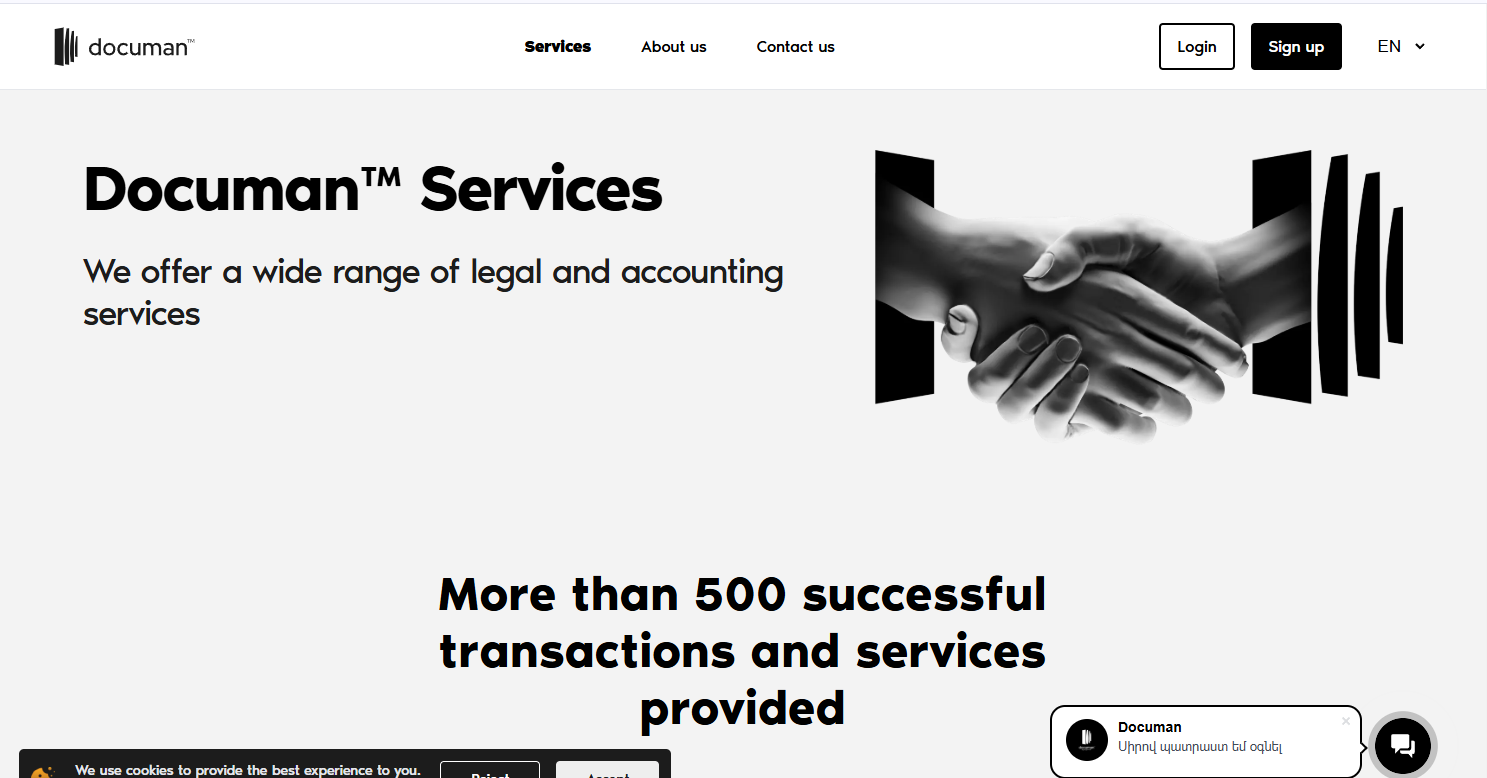 documan™
Services
About us
Contact us
Login
Sign up
EN
Documan™ Services
We offer a wide range of legal and accounting
services
More than 500 successful
transactions and services
provided
Documan
Սիրով պատրաստ եմ օգնել
We use cookies to provide the best experience to you.
Reject
Accept